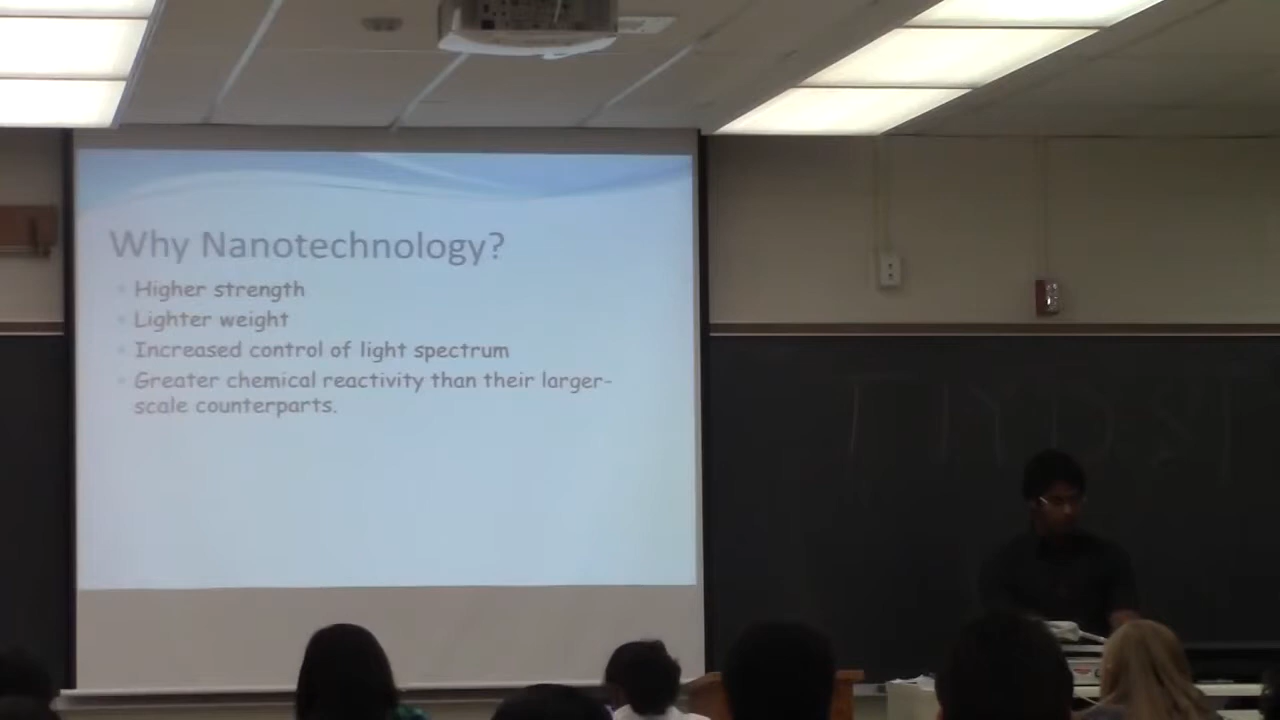 Why Nanotechnology?
Higher strength
Lighter weight
Increased control of light spectrum
Greater chemical reactivity than their larger-
scale counterparts.